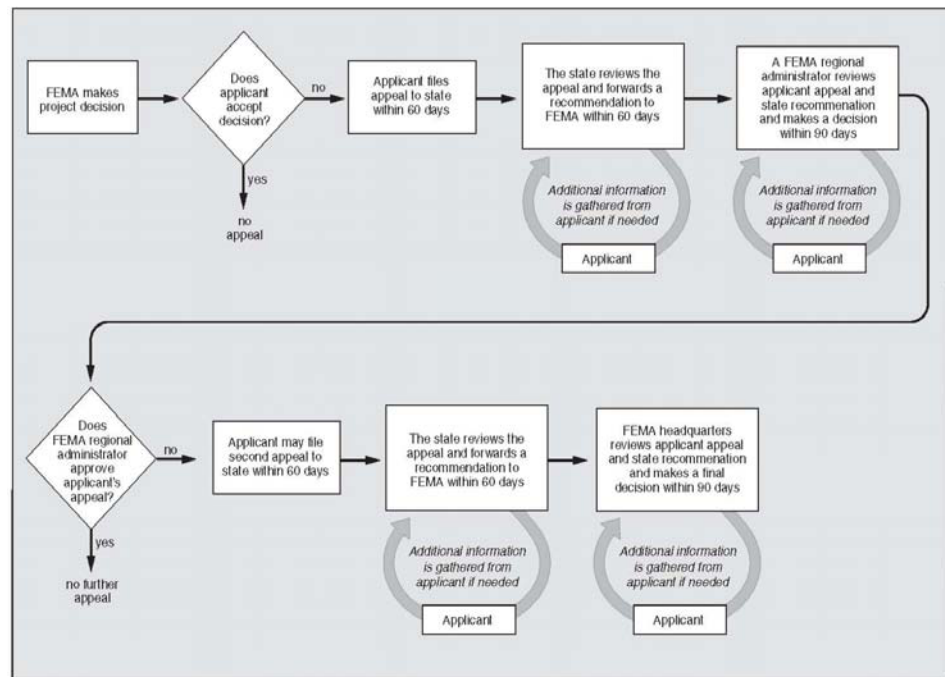 FEMA makes
project decision
Does
applicant
accept
decision?
no
yes
no
appeal
Applicant files
appeal to state
within 60 days
The state reviews the
appeal and forwards a
recommendation to
FEMA within 60 days
Additional information
is gathered from
applicant if needed
Applicant
A FEMA regional
administrator reviews
applicant appeal and
state recommenation
and makes a decision
within 90 days
Additional information
is gathered from
applicant if needed
Applicant
Does
FEMA regional
administrator
approve
applicant's
appeal?
no
yes
no further
appeal
Applicant may file
second appeal to
state within 60 days
The state reviews the
appeal and forwards a
recommendation to
FEMA within 60 days
Additional information
is gathered from
applicant if needed
Applicant
FEMA headquarters
reviews applicant appeal
and state recommenation
and makes a final
decision within 90 days
Additional information
is gathered from
applicant if needed
Applicant